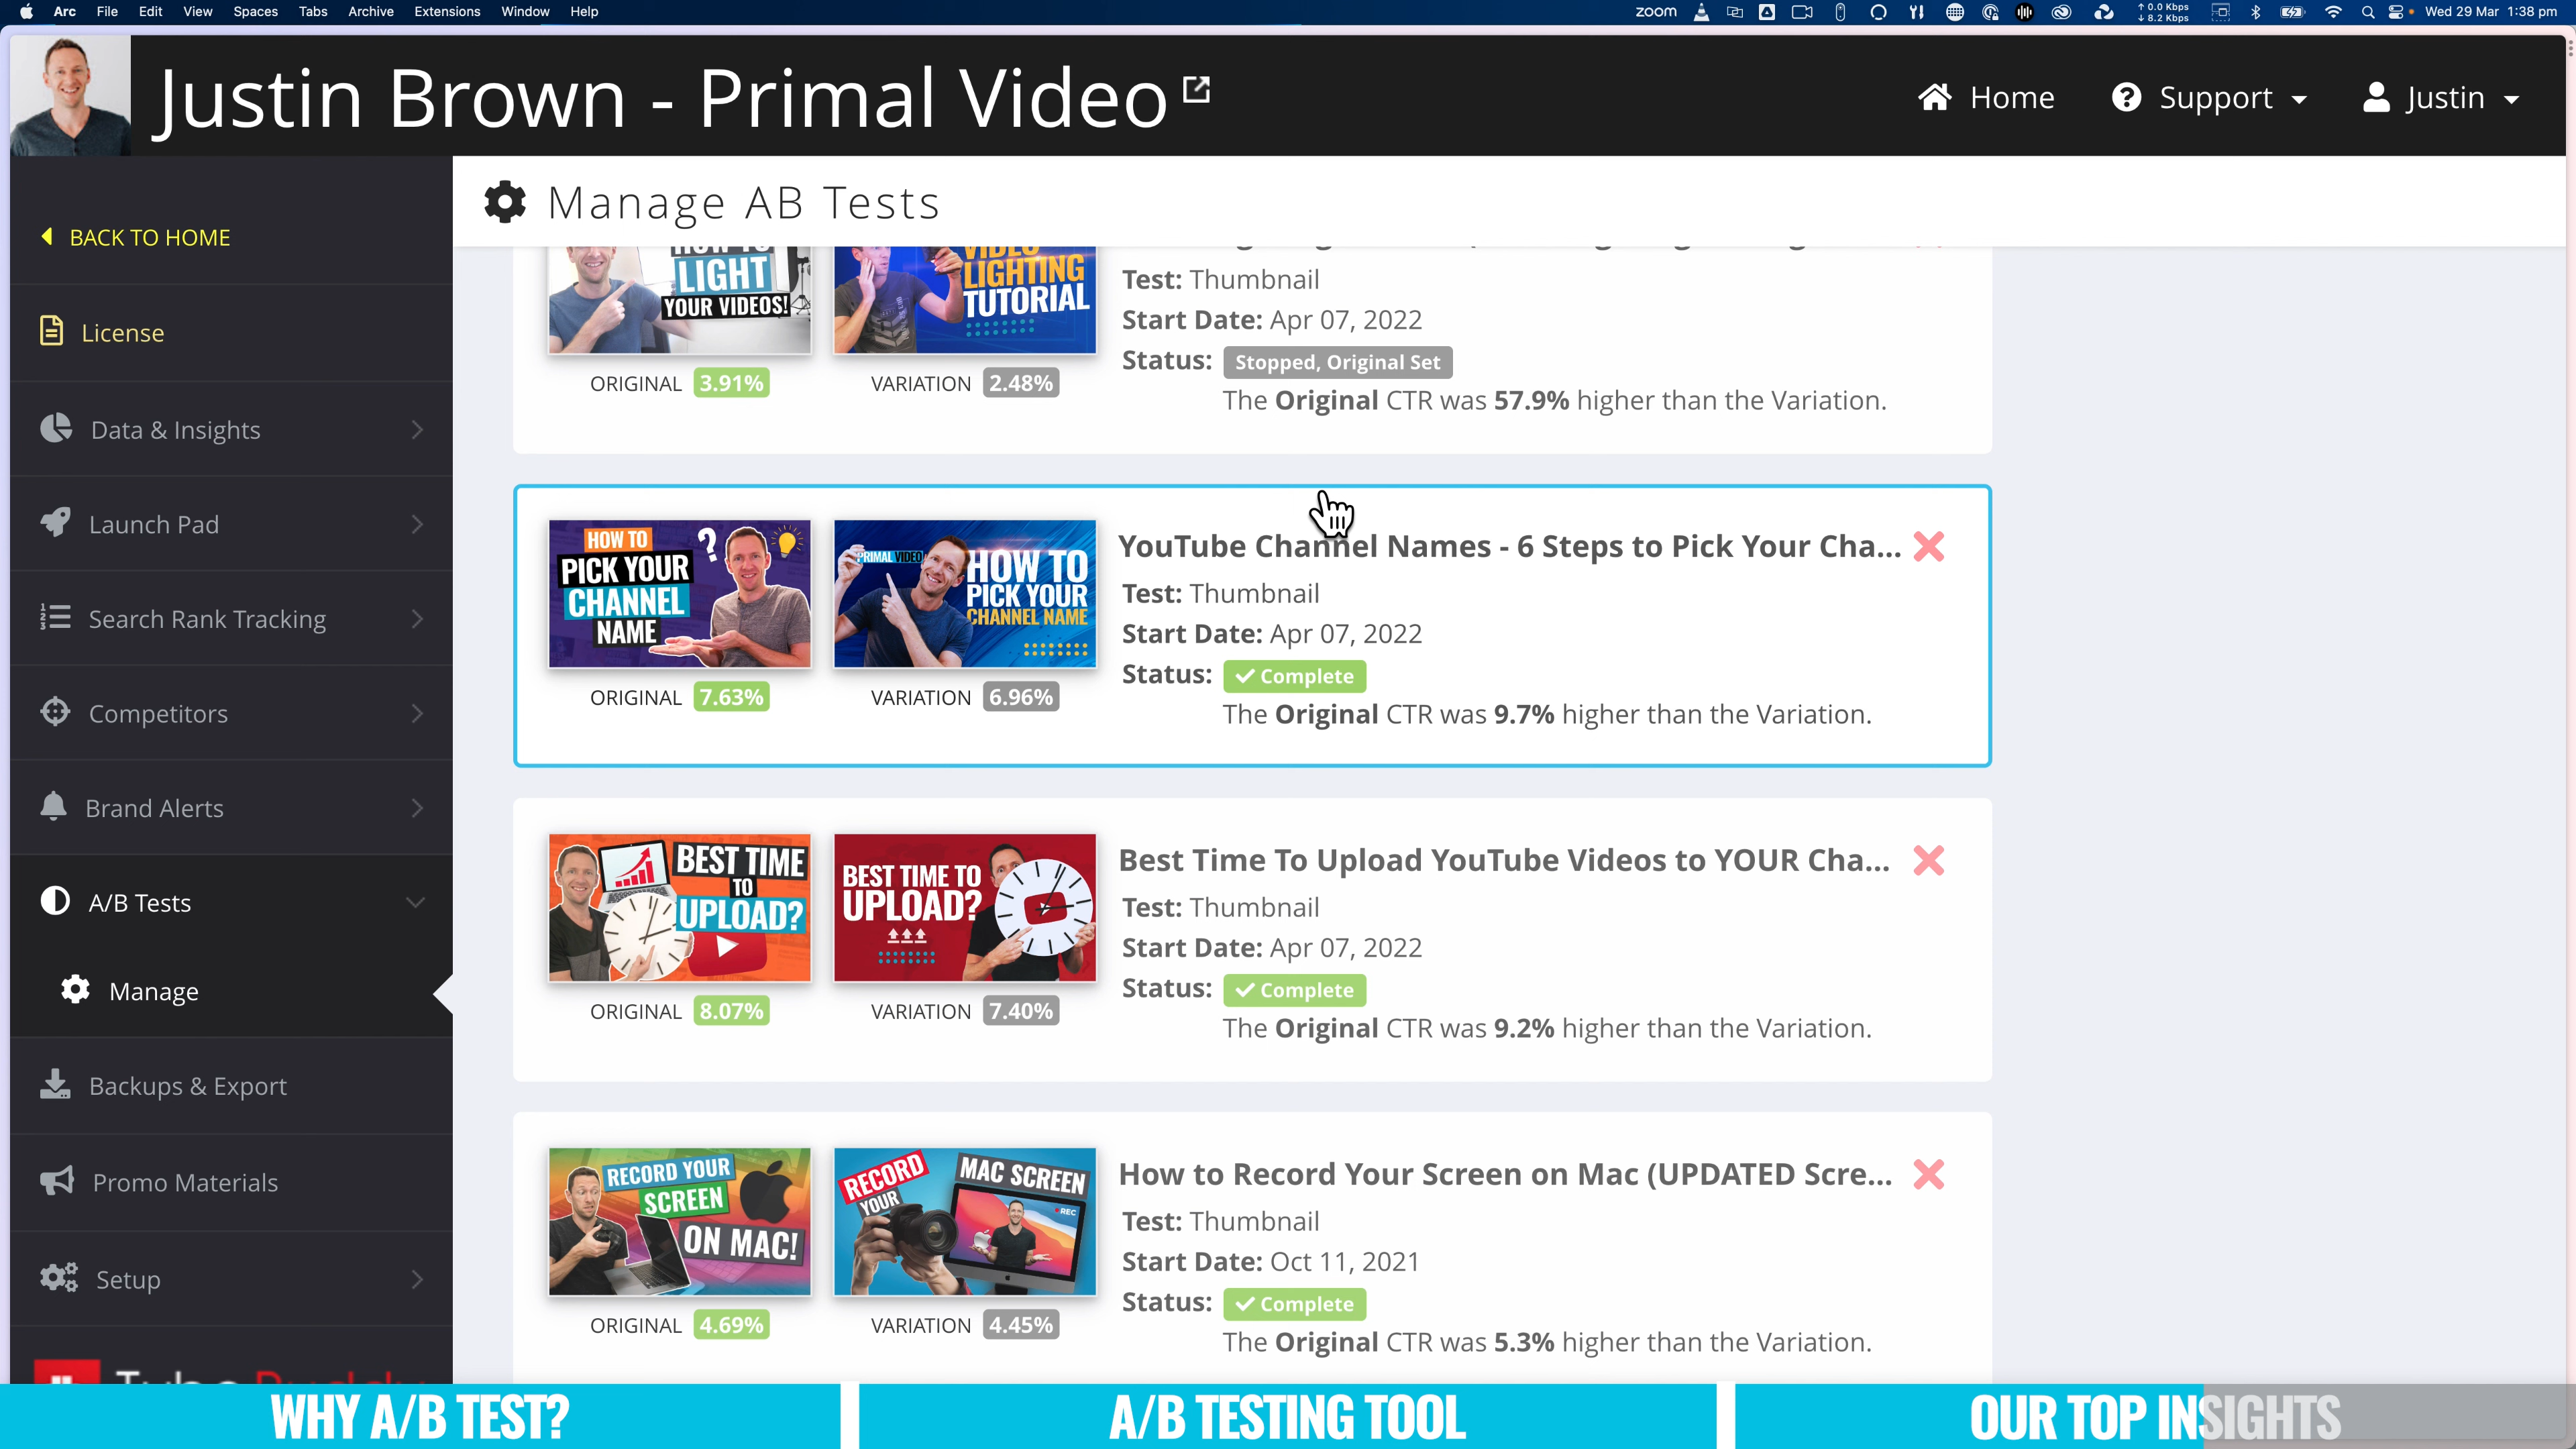 Arc File Edit View Spaces Tabs Archive Extensions Window Help
zoom
↑ 0.0 Kbps
↓ 8.2 Kbps
Wed 29 Mar 1:38 pm
Justin Brown - Primal Video
Home Support Justin
BACK TO HOME
License
Data & Insights
Launch Pad
Search Rank Tracking
Competitors
Brand Alerts
A/B Tests
Manage
Backups & Export
Promo Materials
Setup
Manage AB Tests
LIGHT
YOUR VIDEOS!
VIDEO
LIGHTING
TUTORIAL
ORIGINAL 3.91%
VARIATION 2.48%
Test: Thumbnail
Start Date: Apr 07, 2022
Status: Stopped, Original Set
The Original CTR was 57.9% higher than the Variation.
HOW TO
PICK YOUR
CHANNEL
NAME
?
PRIMAL VIDEO
HOW TO
PICK YOUR
CHANNEL NAME
ORIGINAL 7.63%
VARIATION 6.96%
YouTube Channel Names - 6 Steps to Pick Your Cha...
Test: Thumbnail
Start Date: Apr 07, 2022
Status: Complete
The Original CTR was 9.7% higher than the Variation.
BEST TIME
TO
UPLOAD?
BEST TIME TO
UPLOAD?
ORIGINAL 8.07%
VARIATION 7.40%
Best Time To Upload YouTube Videos to YOUR Cha...
Test: Thumbnail
Start Date: Apr 07, 2022
Status: Complete
The Original CTR was 9.2% higher than the Variation.
RECORD YOUR
SCREEN
ON MAC!
RECORD
YOUR
MAC SCREEN
REC
ORIGINAL 4.69%
VARIATION 4.45%
How to Record Your Screen on Mac (UPDATED Scre...
Test: Thumbnail
Start Date: Oct 11, 2021
Status: Complete
The Original CTR was 5.3% higher than the Variation.
WHY A/B TEST?
A/B TESTING TOOL
OUR TOP INSIGHTS